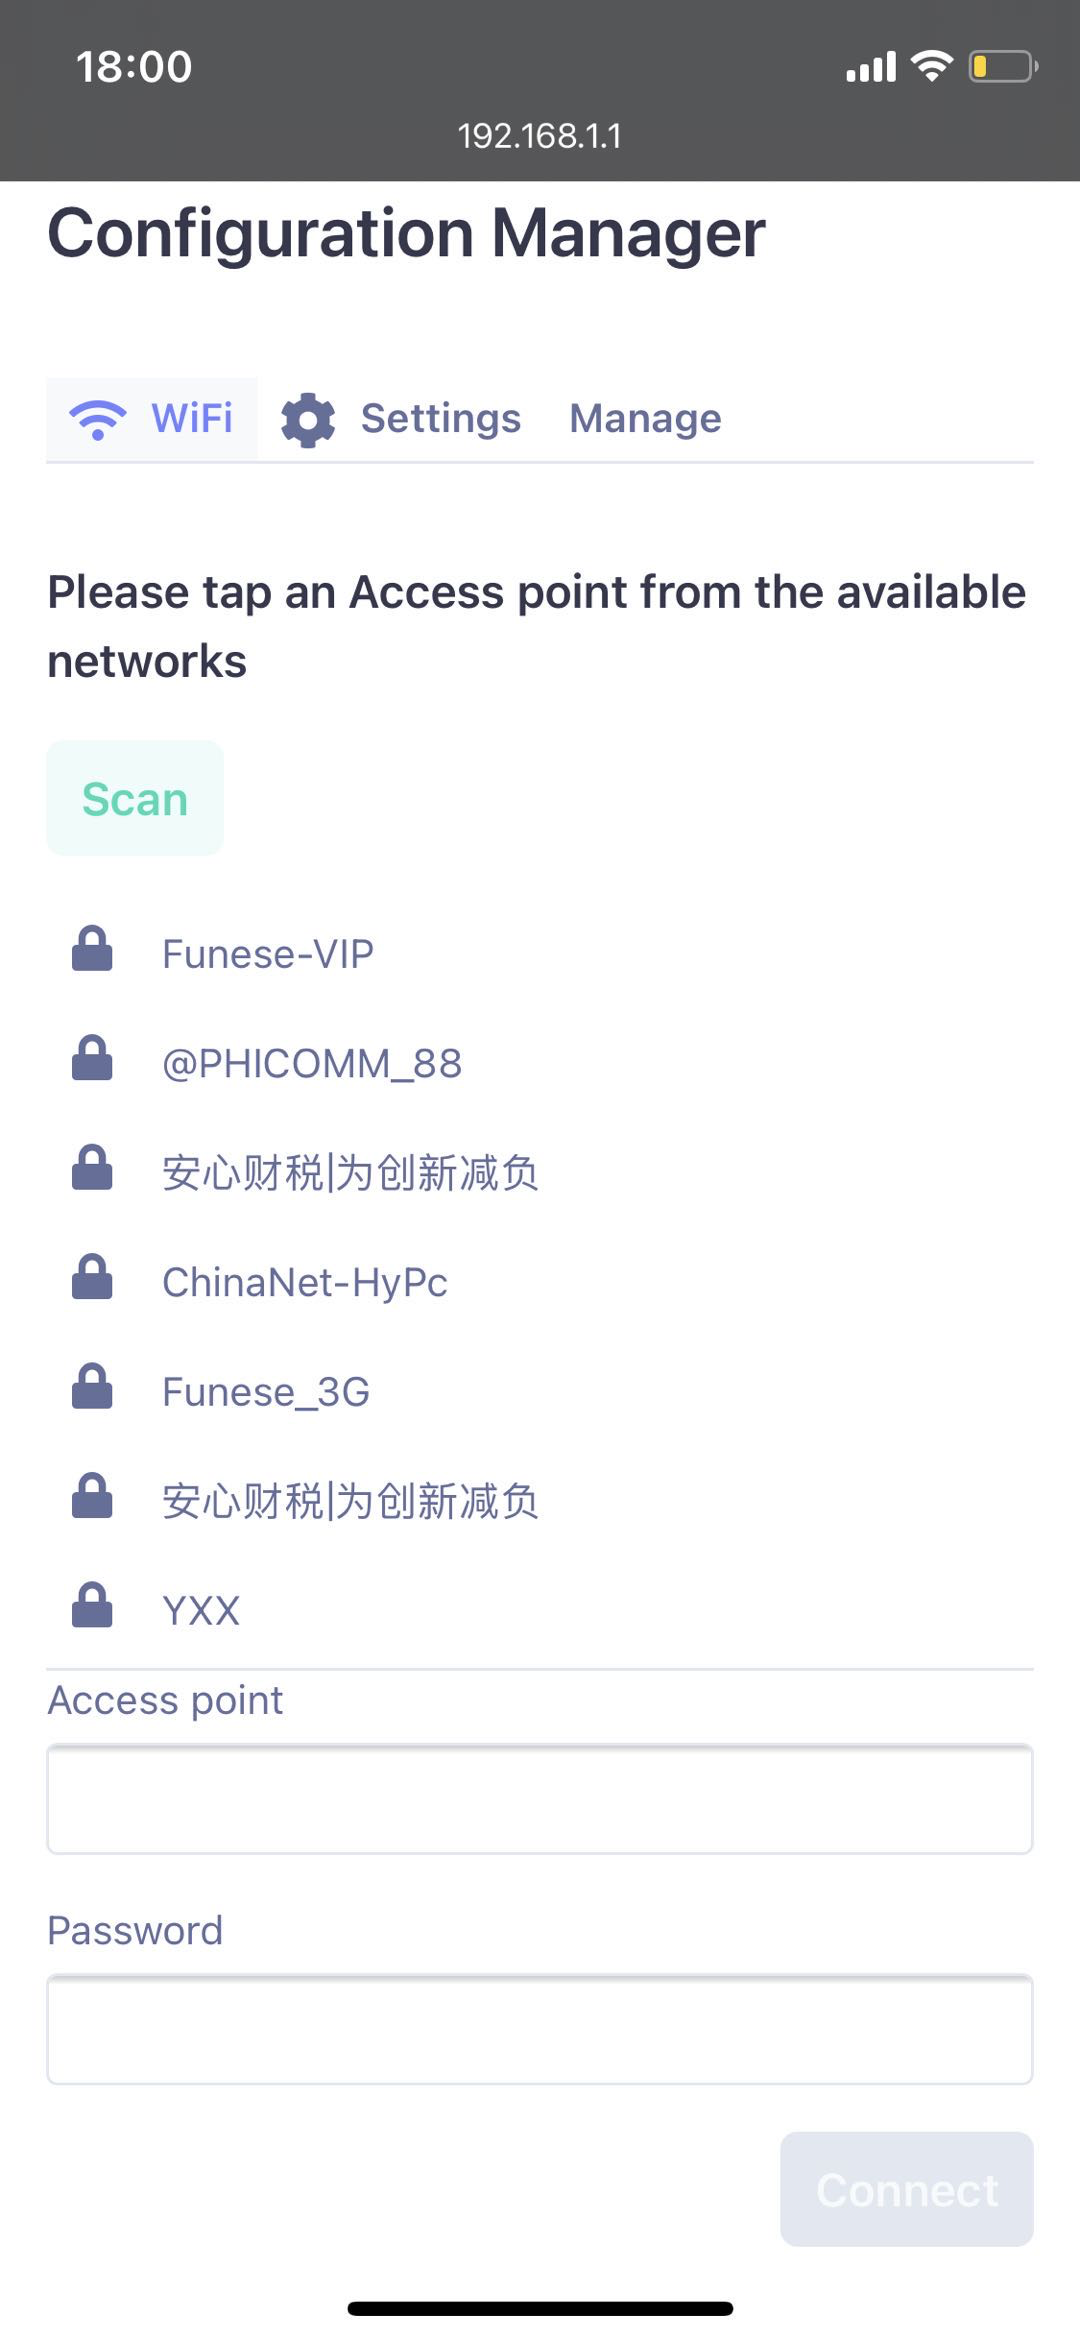 18:00
192.168.1.1
Configuration Manager
WiFi Settings Manage
Please tap an Access point from the available
networks
Scan
Funese-VIP
@PHICOMM_88
安心财税|为创新减负
ChinaNet-HyPc
Funese_3G
安心财税|为创新减负
YXX
Access point
Password
Connect